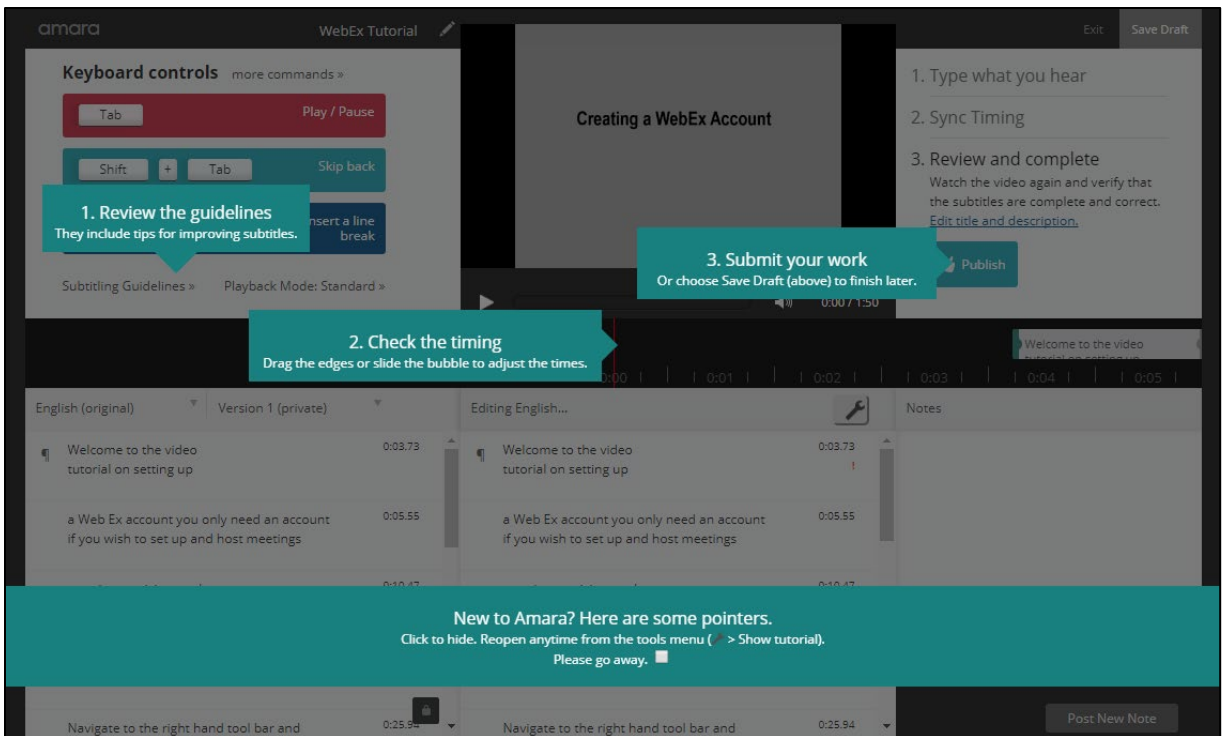 amara
WebEx Tutorial
Exit
Save Draft
Keyboard controls more commands »
Tab
Play / Pause
Shift + Tab
Skip back
nsert a line
break
1. Review the guidelines
They include tips for improving subtitles.
Subtitling Guidelines »
Playback Mode: Standard »
Creating a WebEx Account
0:00 / 1:50
1. Type what you hear
2. Sync Timing
3. Review and complete
Watch the video again and verify that
the subtitles are complete and correct.
Edit title and description.
Publish
3. Submit your work
Or choose Save Draft (above) to finish later.
2. Check the timing
Drag the edges or slide the bubble to adjust the times.
Welcome to the video
tutorial on setting up
0:00 0:01 0:02 0:03 0:04 0:05
English (original)
Version 1 (private)
Editing English...
Notes
¶ Welcome to the video
tutorial on setting up
0:03.73
a Web Ex account you only need an account
if you wish to set up and host meetings
0:05.55
¶ Welcome to the video
tutorial on setting up
0:03.73
!
a Web Ex account you only need an account
if you wish to set up and host meetings
0:05.55
New to Amara? Here are some pointers.
Click to hide. Reopen anytime from the tools menu ( > Show tutorial).
Please go away.
Navigate to the right hand tool bar and
0:25.94
Navigate to the right hand tool bar and
0:25.94
Post New Note